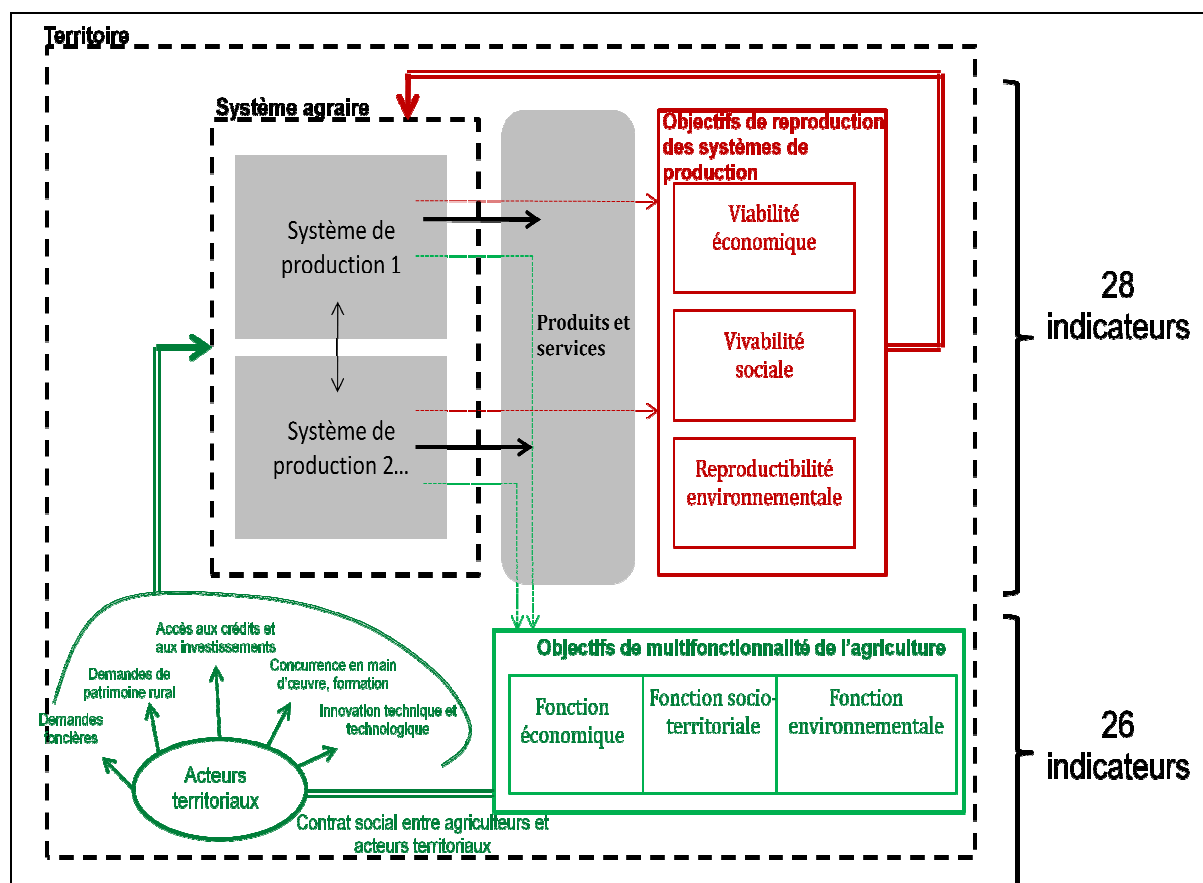 Territoire
Système agraire
Système de
production 1
Système de
production 2...
Produits et
services
Objectifs de reproduction
des systèmes de
production
Viabilité
économique
Vivabilité
sociale
Reproductibilité
environnementale
28
indicateurs
Accès aux crédits et
aux investissements
Demandes de
patrimoine rural
Concurrence en main
d'œuvre, formation
Demandes
foncières
Innovation technique et
technologique
Acteurs
territoriaux
Contrat social entre agriculteurs et
acteurs territoriaux
Objectifs de multifonctionnalité de l'agriculture
Fonction
économique
Fonction socio-
territoriale
Fonction
environnementale
26
indicateurs